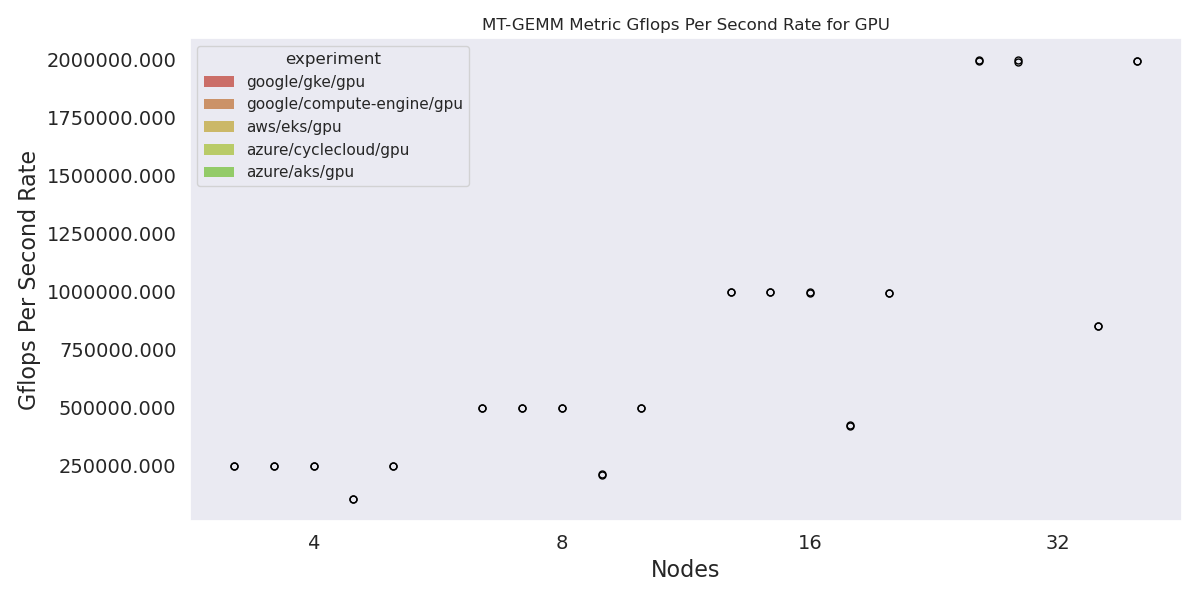 MT-GEMM Metric Gflops Per Second Rate for GPU
experiment
google/gke/gpu
google/compute-engine/gpu
aws/eks/gpu
azure/cyclecloud/gpu
azure/aks/gpu
Gflops Per Second Rate
2000000.000
1750000.000
1500000.000
1250000.000
1000000.000
750000.000
500000.000
250000.000
4 8 16 32
Nodes